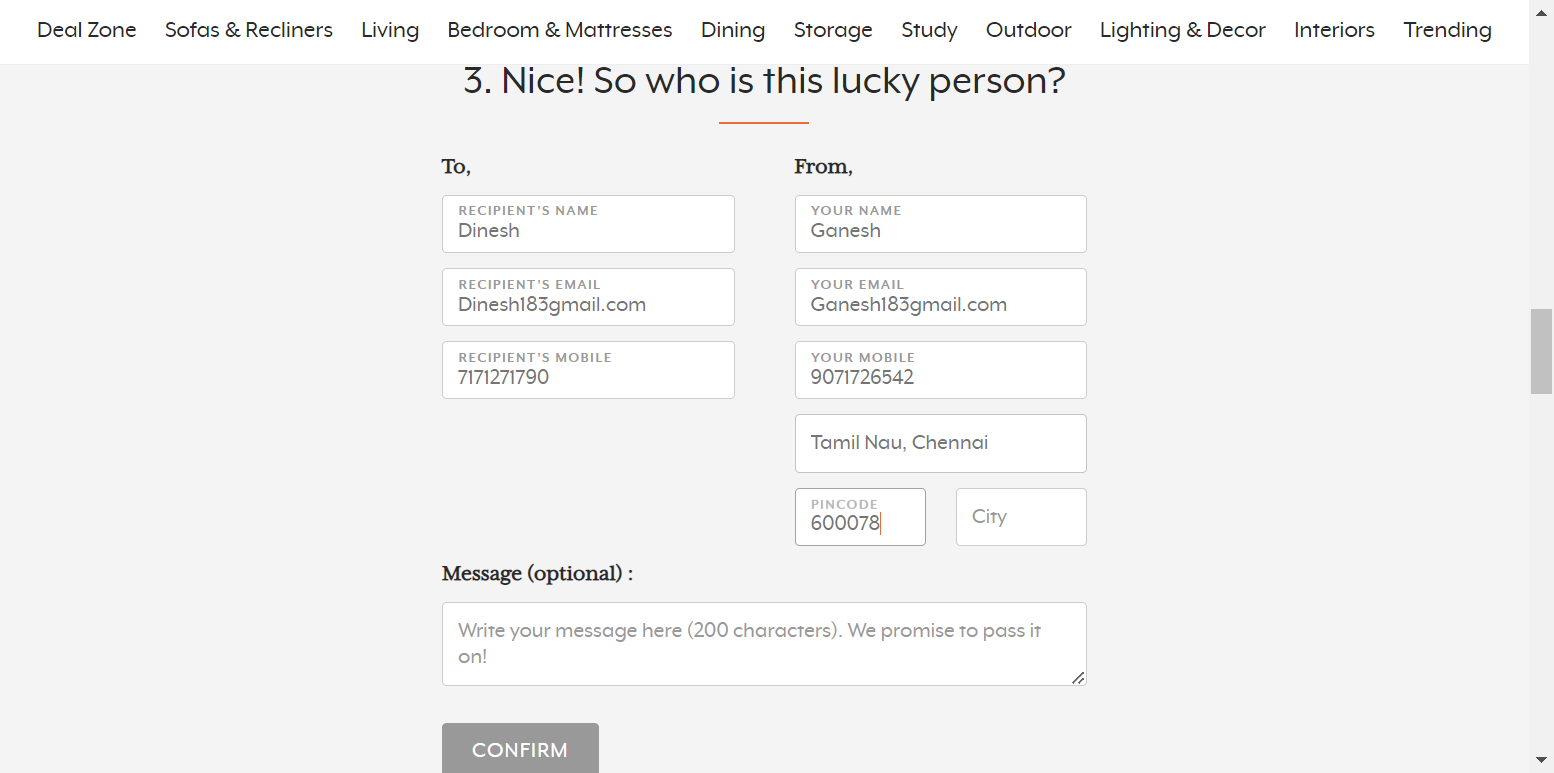 Deal Zone Sofas & Recliners Living Bedroom & Mattresses Dining Storage Study Outdoor Lighting & Decor Interiors Trending
3. Nice! So who is this lucky person?
To,
RECIPIENT'S NAME
Dinesh
RECIPIENT'S EMAIL
Dinesh183gmail.com
RECIPIENT'S MOBILE
7171271790
From,
YOUR NAME
Ganesh
YOUR EMAIL
Ganesh183gmail.com
YOUR MOBILE
9071726542
Tamil Nau, Chennai
PINCODE
600078
City
Message (optional) :
Write your message here (200 characters). We promise to pass it
on!
CONFIRM